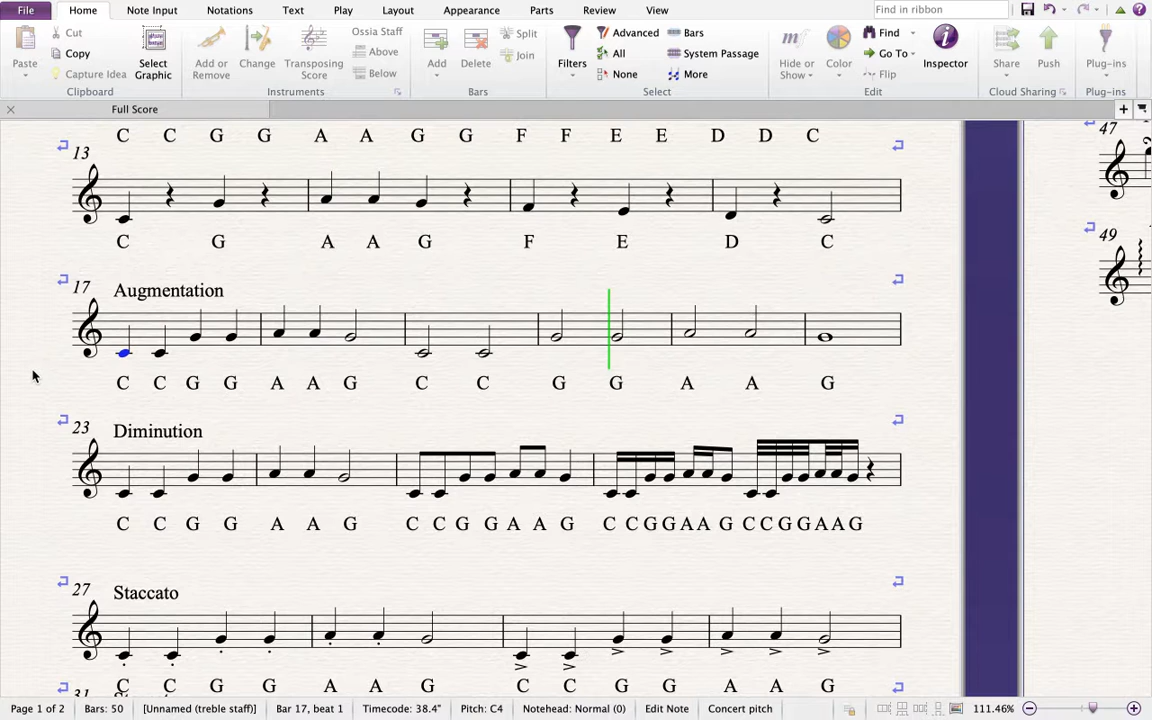 File Home Note Input Notations Text Play Layout Appearance Parts Review View Find in ribbon
Paste Cut Copy Capture Idea Select Graphic Clipboard
Add or Remove Change Transposing Score Ossia Staff Above Below Instruments
Add Delete Split Join Bars
Filters Advanced All None Bars System Passage More Select
Hide or Show Color Find Go To Flip Inspector Edit
Share Push Cloud Sharing Plug-ins Plug-ins
Full Score
C C G G A A G G F F E E D D C
13
C G A A G F E D C
17 Augmentation
C C G G A A G C C G G A A G
23 Diminution
C C G G A A G C C G G A A G C C G G A A G C C G G A A G
27 Staccato
C C G G A A G C C G G A A G
31
47
49
Page 1 of 2 Bars: 50 [Unnamed (treble staff)] Bar 17, beat 1 Timecode: 38.4" Pitch: C4 Notehead: Normal (0) Edit Note Concert pitch 111.46%